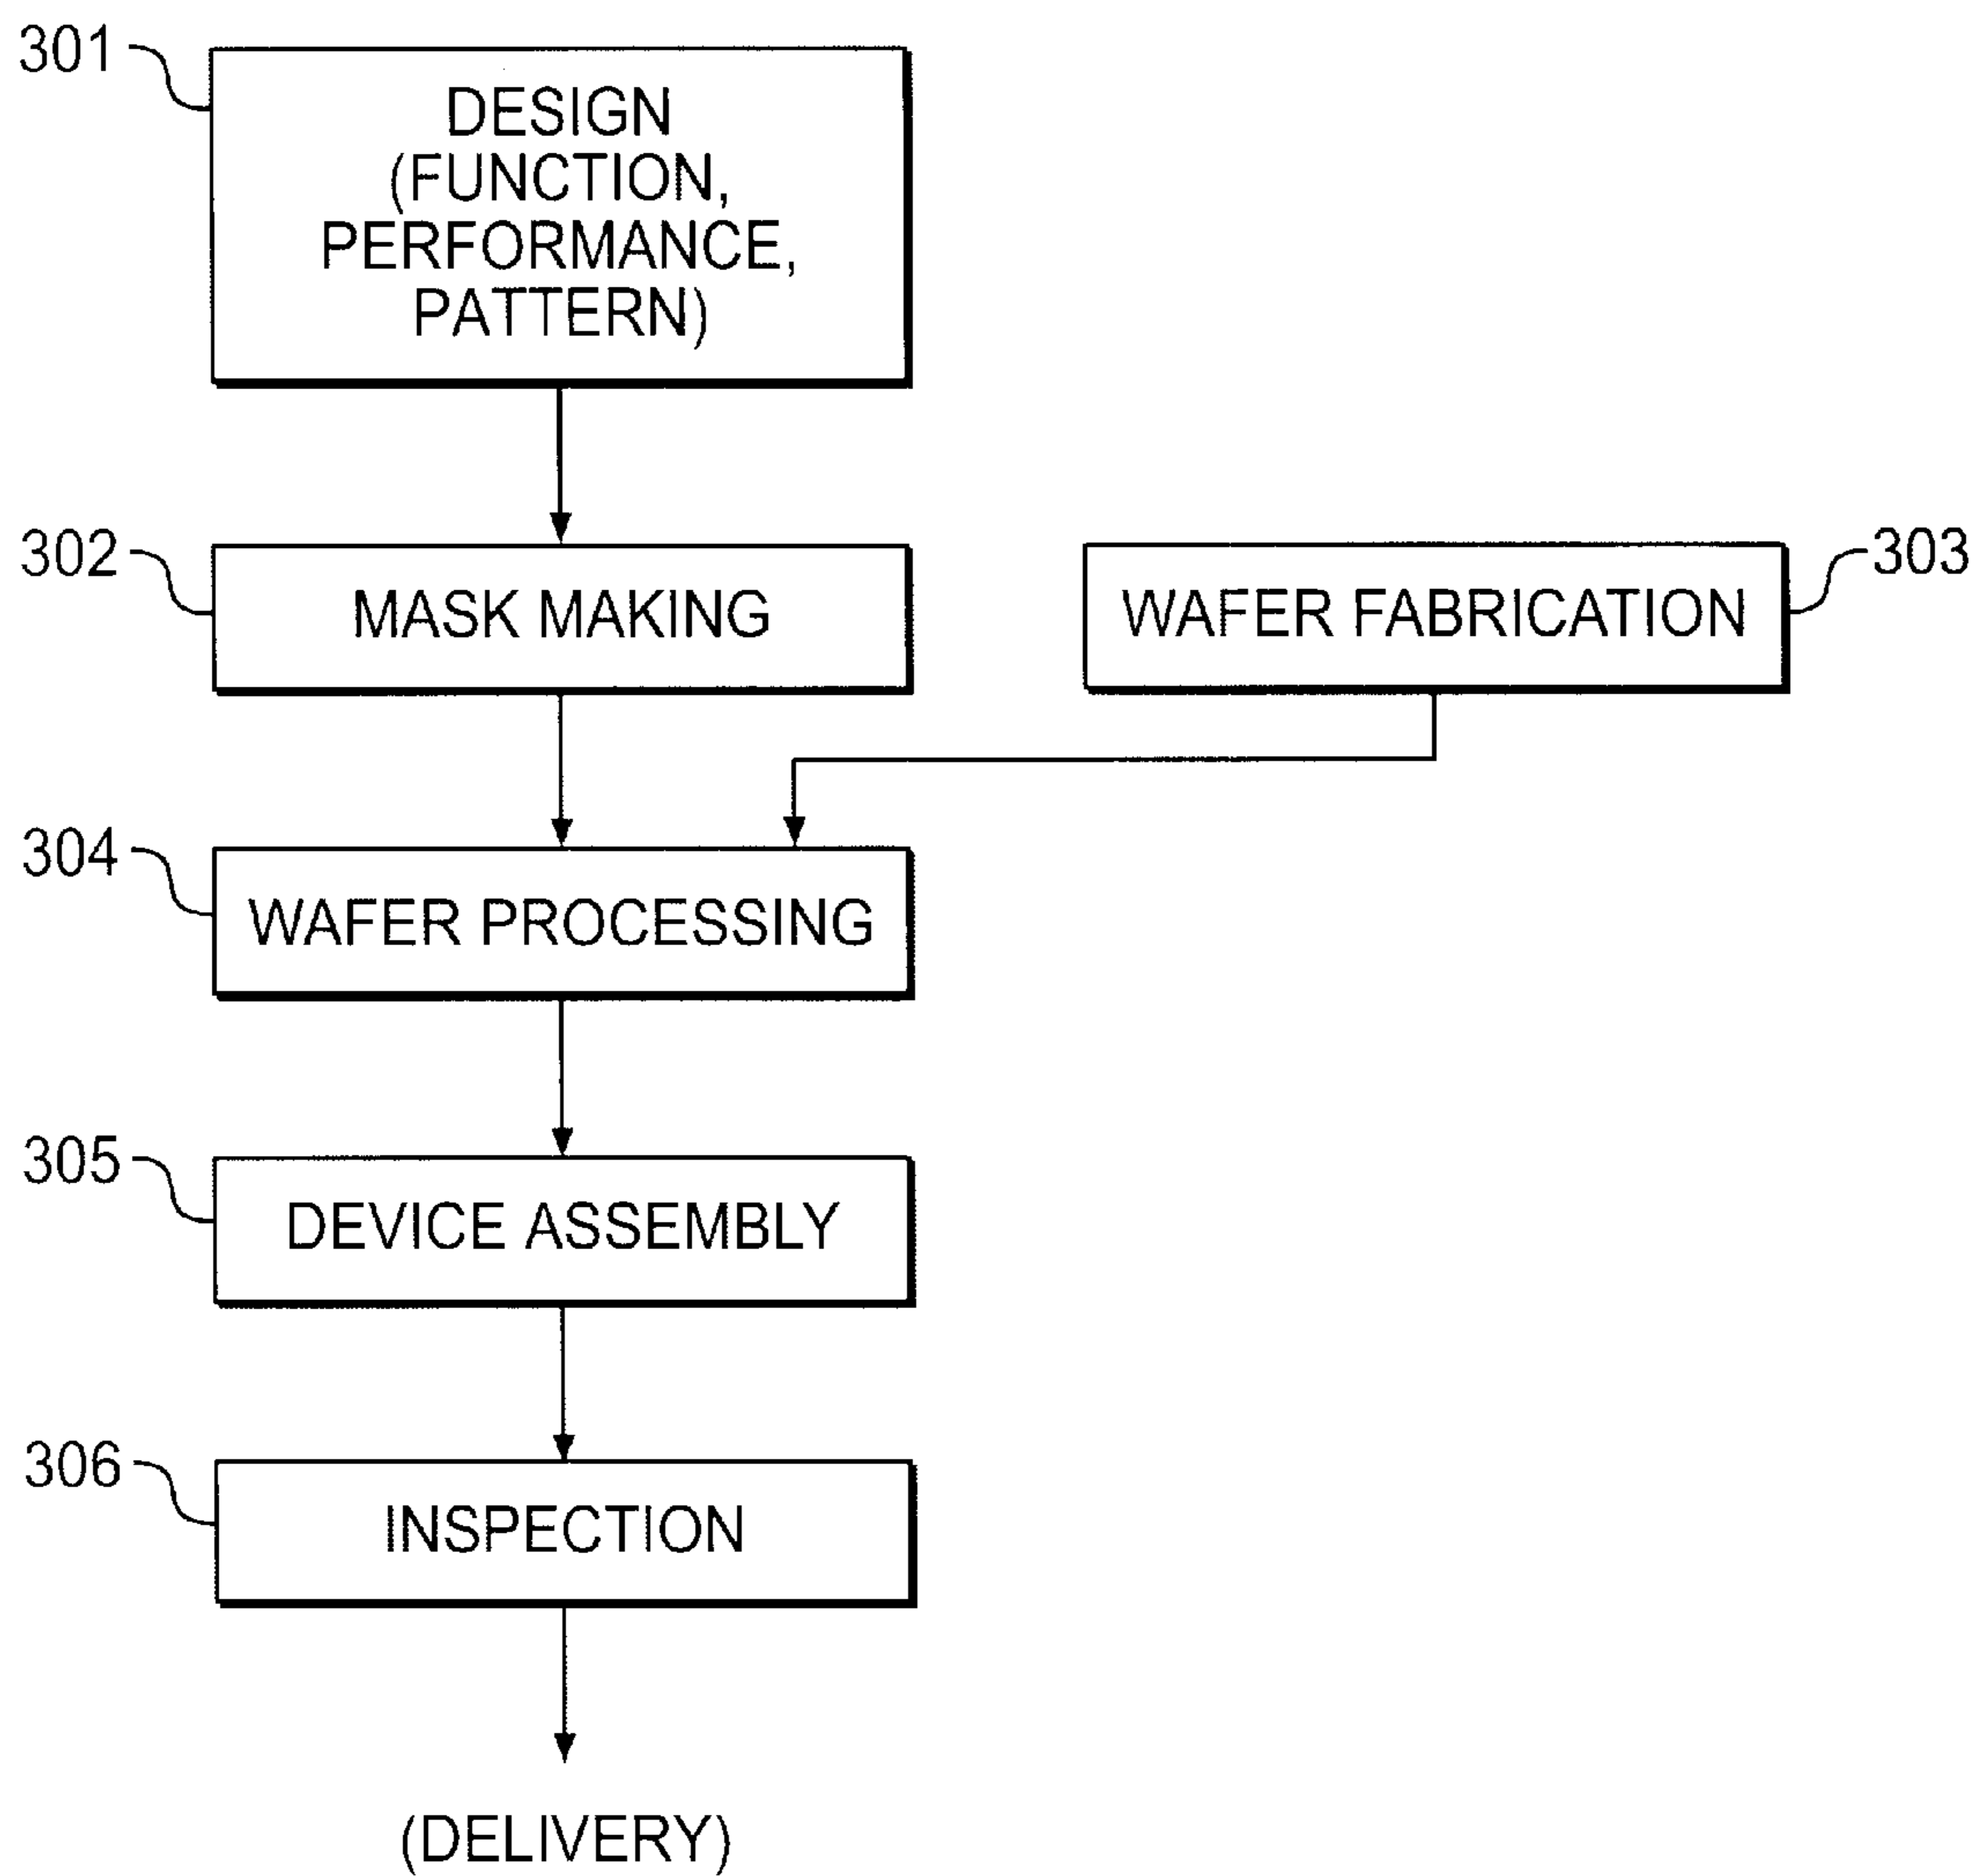 301
DESIGN
(FUNCTION,
PERFORMANCE,
PATTERN)
302
MASK MAKING
WAFER FABRICATION
303
304
WAFER PROCESSING
305
DEVICE ASSEMBLY
306
INSPECTION
(DELIVERY)